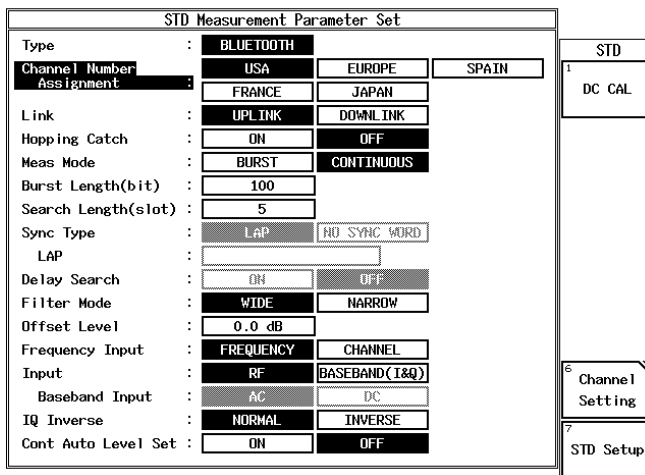 STD Measurement Parameter Set
Type : BLUETOOTH
Channel Number Assignment : USA EUROPE SPAIN
FRANCE JAPAN
Link : UPLINK DOWNLINK
Hopping Catch : ON OFF
Meas Mode : BURST CONTINUOUS
Burst Length(bit) : 100
Search Length(slot) : 5
Sync Type : LAP NO SYNC WORD
LAP :
Delay Search : ON OFF
Filter Mode : WIDE NARROW
Offset Level : 0.0 dB
Frequency Input : FREQUENCY CHANNEL
Input : RF BASEBAND(I&Q)
Baseband Input : AC DC
IQ Inverse : NORMAL INVERSE
Cont Auto Level Set : ON OFF
STD
1
DC CAL
6
Channel
Setting
7
STD Setup